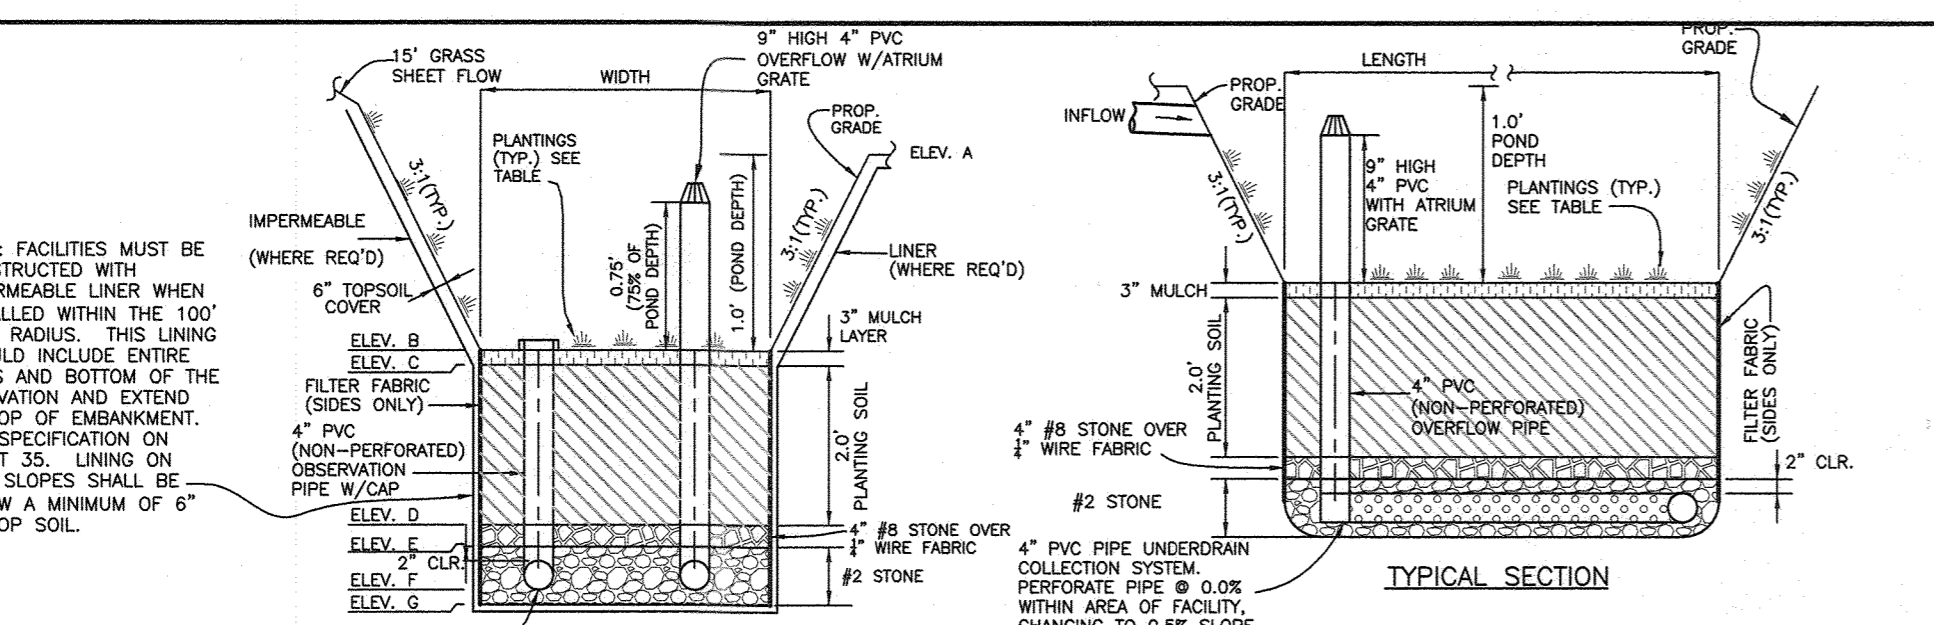 15' GRASS
SHEET FLOW
WIDTH
9" HIGH 4" PVC
OVERFLOW W/ATRIUM
GRATE
PLANTINGS
(TYP.) SEE
TABLE
PROP.
GRADE
ELEV. A
3:1(TYP.)
0.75'
(75% OF
POND DEPTH)
1.0' (POND DEPTH)
3:1(TYP.)
IMPERMEABLE
(WHERE REQ'D)
LINER
(WHERE REQ'D)
6" TOPSOIL
COVER
3" MULCH
LAYER
ELEV. B
ELEV. C
FILTER FABRIC
(SIDES ONLY)
4" PVC
(NON-PERFORATED)
OBSERVATION
PIPE W/CAP
2.0'
PLANTING SOIL
ELEV. D
ELEV. E
2" CLR.
ELEV. F
ELEV. G
4" #8 STONE OVER
1/4" WIRE FABRIC
#2 STONE
FACILITIES MUST BE
STRUCTED WITH
RMEABLE LINER WHEN
LLED WITHIN THE 100'
RADIUS. THIS LINING
ULD INCLUDE ENTIRE
S AND BOTTOM OF THE
VATION AND EXTEND
OP OF EMBANKMENT.
SPECIFICATION ON
T 35. LINING ON
SLOPES SHALL BE
W A MINIMUM OF 6"
OP SOIL.
LENGTH
PROP.
GRADE
INFLOW
PROP.
GRADE
1.0'
POND
DEPTH
9" HIGH
4" PVC
WITH ATRIUM
GRATE
PLANTINGS (TYP.)
SEE TABLE
3:1(TYP.)
3:1(TYP.)
3" MULCH
2.0'
PLANTING SOIL
4" PVC
(NON-PERFORATED)
OVERFLOW PIPE
FILTER FABRIC
(SIDES ONLY)
4" #8 STONE OVER
1/4" WIRE FABRIC
2" CLR.
#2 STONE
4" PVC PIPE UNDERDRAIN
COLLECTION SYSTEM.
PERFORATE PIPE @ 0.0%
WITHIN AREA OF FACILITY,
CHANGING TO 0.5% SLOPE
TYPICAL SECTION